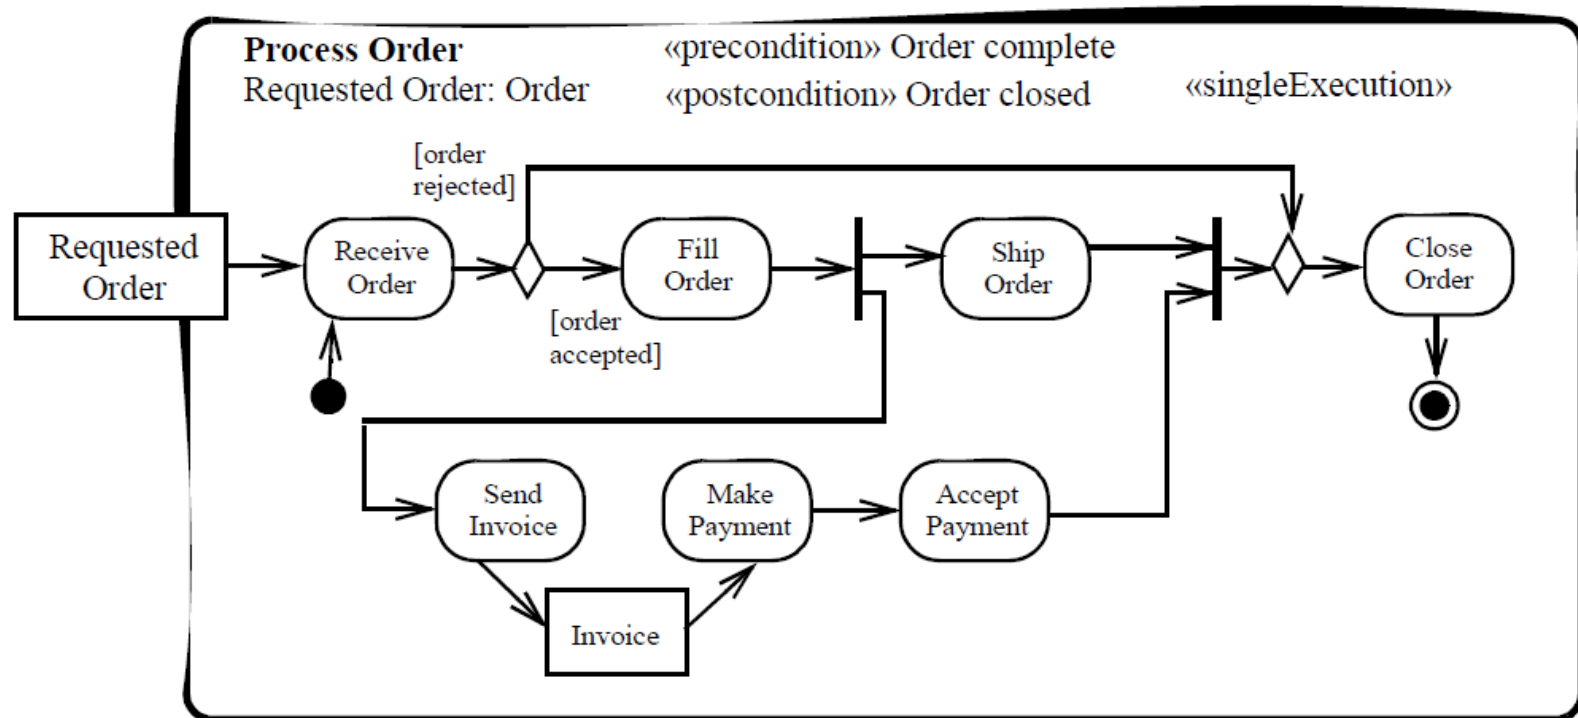 Process Order
«precondition» Order complete
Requested Order: Order
«postcondition» Order closed
«singleExecution»
[order
rejected]
Requested
Order
Receive
Order
Fill
Order
Ship
Order
Close
Order
[order
accepted]
Send
Invoice
Make
Payment
Accept
Payment
Invoice